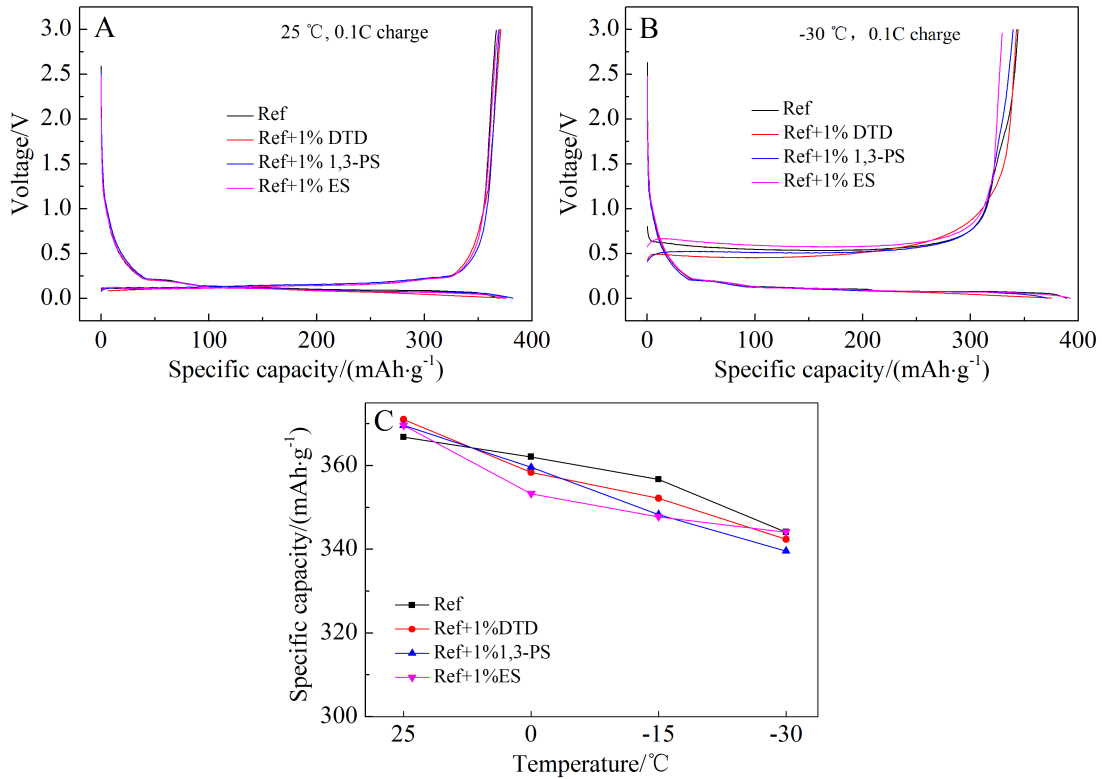 A
25 ℃, 0.1C charge
3.0
2.5
2.0
1.5
1.0
0.5
0.0
Voltage/V
Ref
Ref+1% DTD
Ref+1% 1,3-PS
Ref+1% ES
0 100 200 300 400
Specific capacity/(mAh·g⁻¹)
B
-30 ℃，0.1C charge
3.0
2.5
2.0
1.5
1.0
0.5
0.0
Voltage/V
Ref
Ref+1% DTD
Ref+1% 1,3-PS
Ref+1% ES
0 100 200 300 400
Specific capacity/(mAh·g⁻¹)
C
360
340
320
300
Specific capacity/(mAh·g⁻¹)
Ref
Ref+1%DTD
Ref+1%1,3-PS
Ref+1%ES
25 0 -15 -30
Temperature/℃